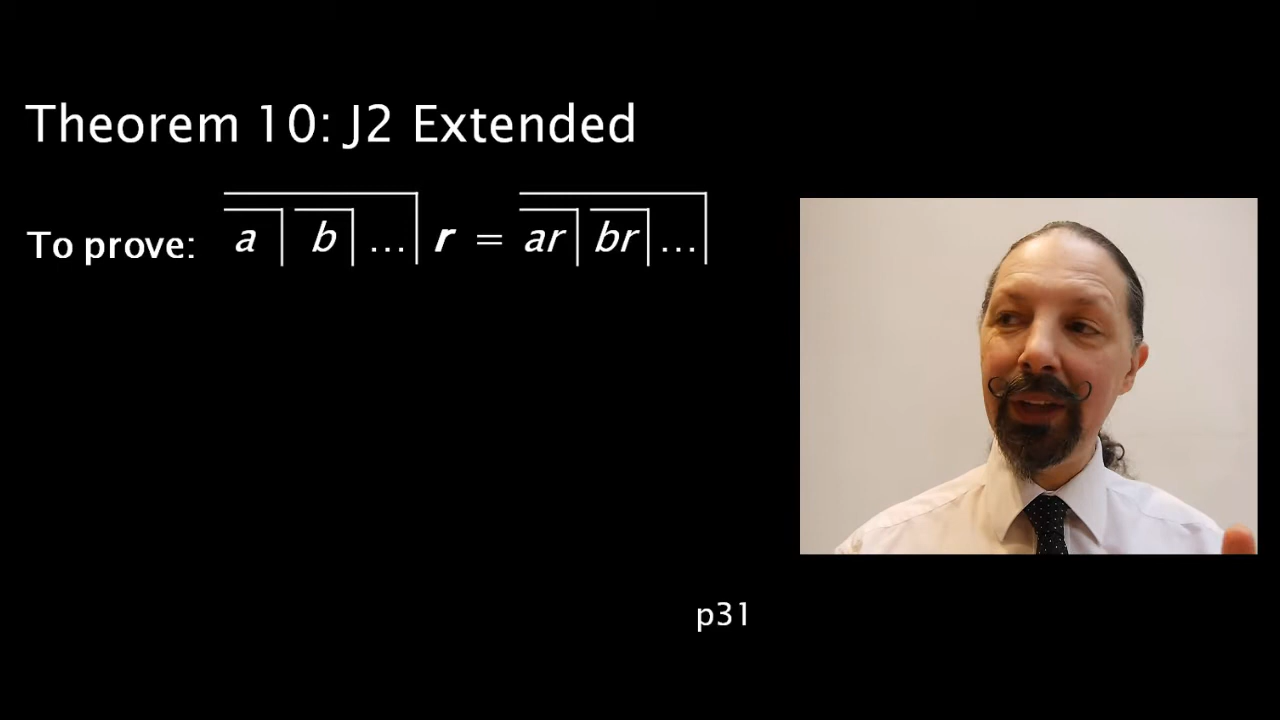 Theorem 10: J2 Extended
To prove: a b ... r = ar br ...
p31